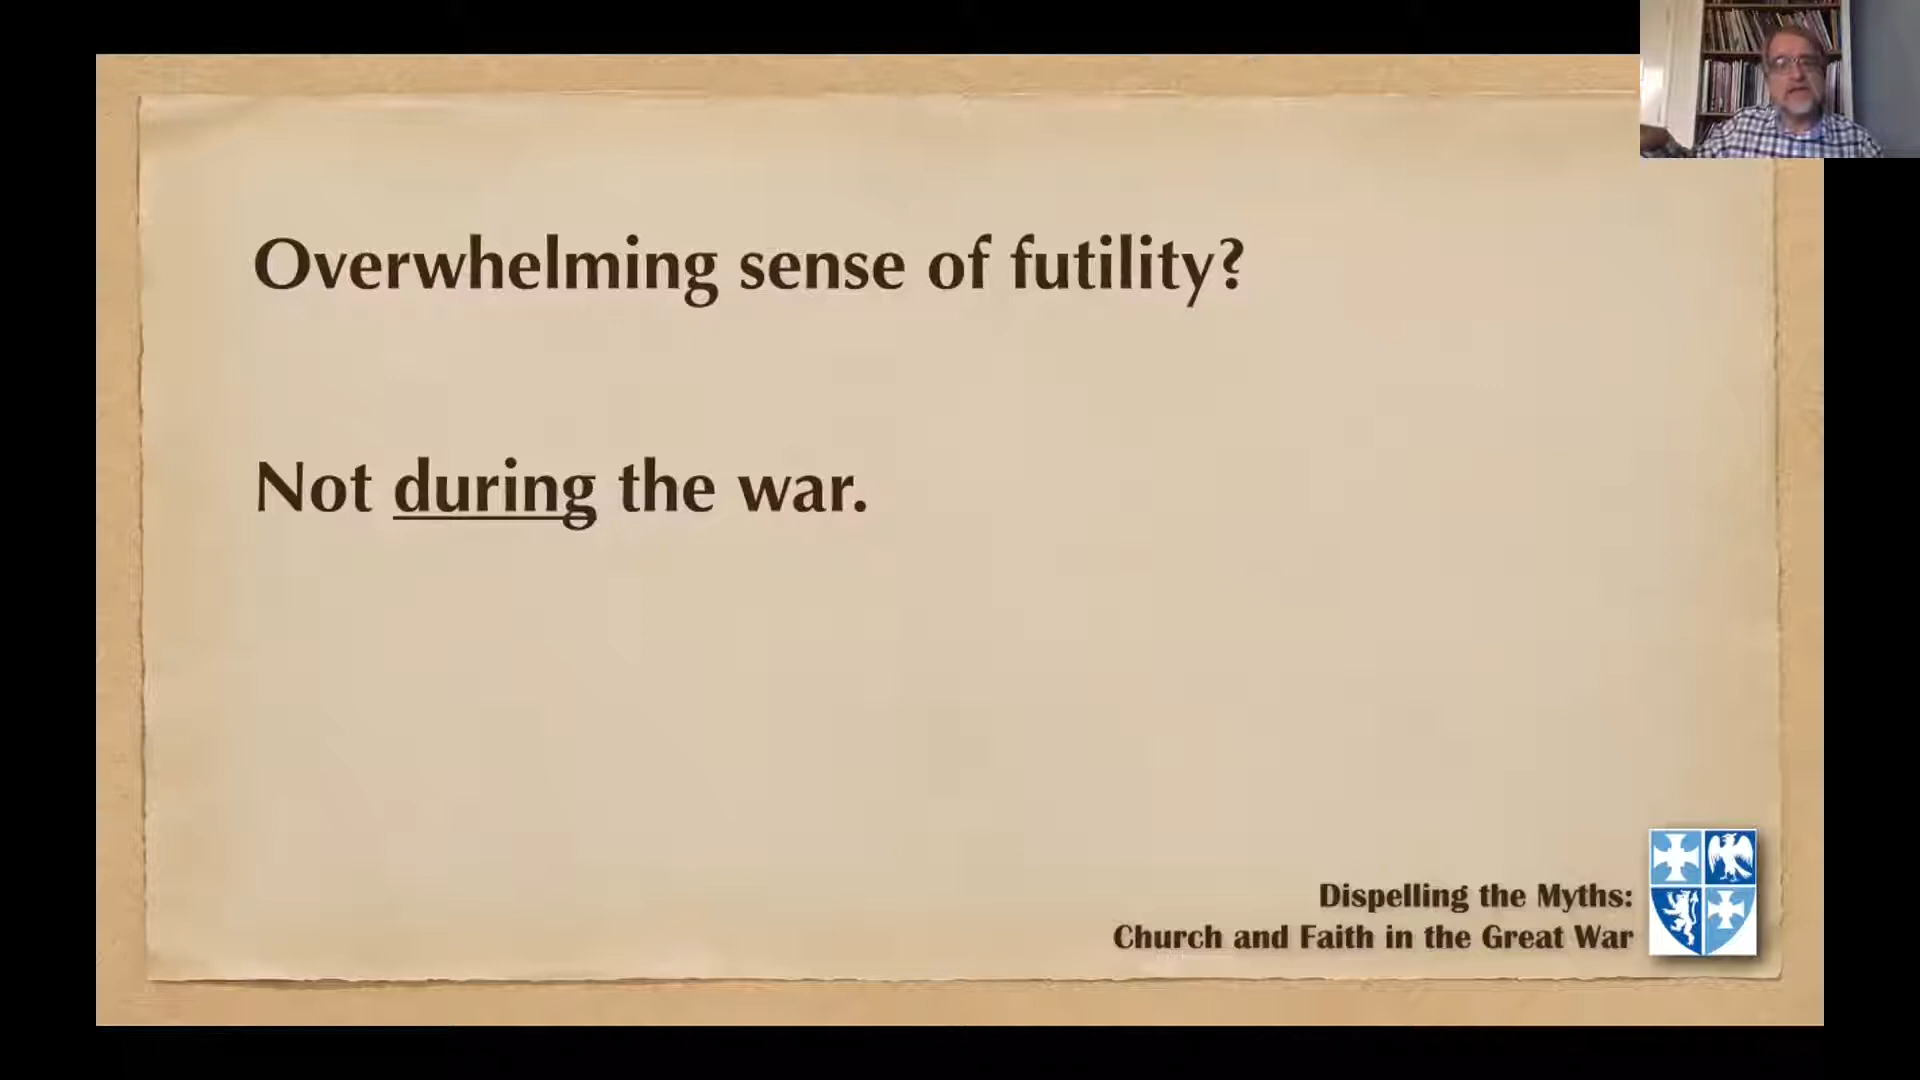 Overwhelming sense of futility?
Not during the war.
Dispelling the Myths:
Church and Faith in the Great War